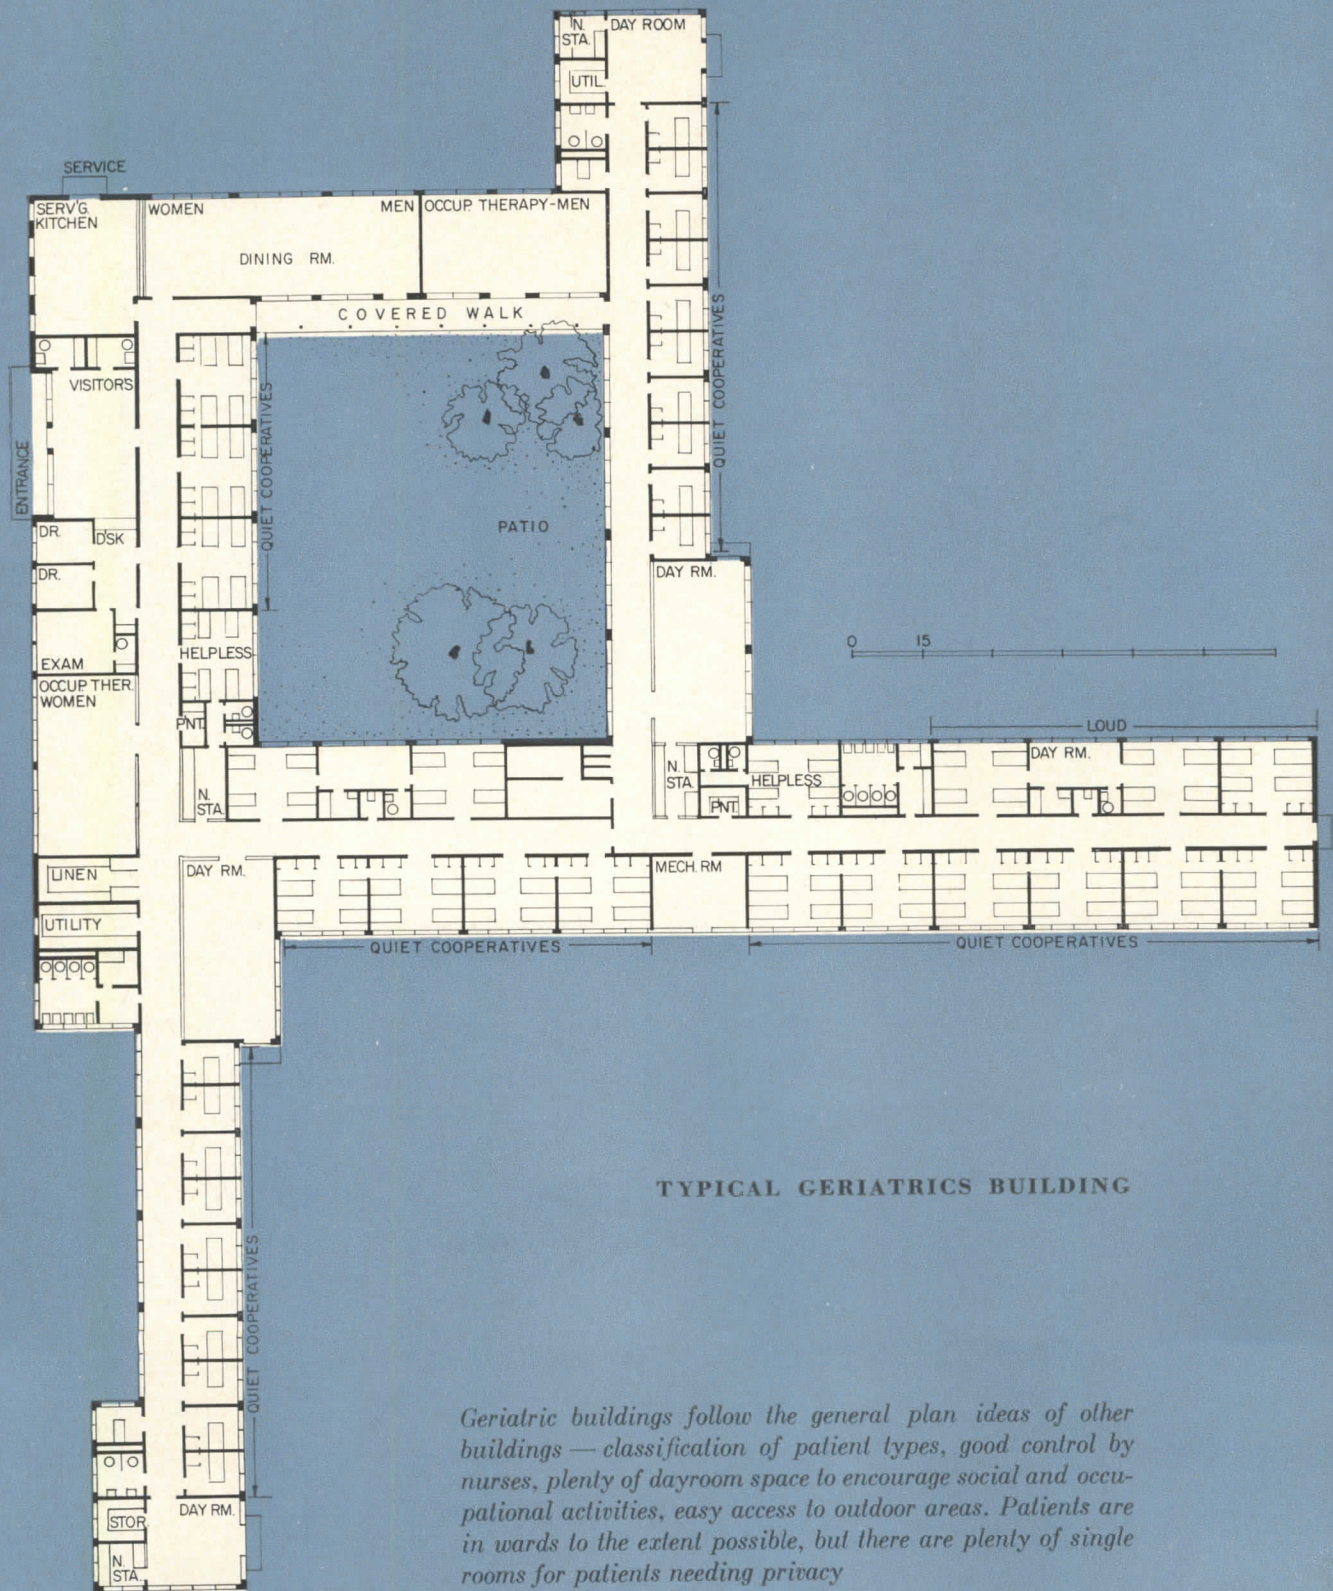 N.
STA.
DAY ROOM
UTIL.
SERVICE
SERV'G.
KITCHEN
WOMEN
MEN
OCCUP. THERAPY-MEN
DINING RM.
COVERED WALK
VISITORS
ENTRANCE
QUIET COOPERATIVES
QUIET COOPERATIVES
PATIO
DR.
DSK
DR.
DAY RM.
EXAM
HELPLESS
0 15
OCCUP. THER.
WOMEN
PNT.
N.
STA.
LOUD
N.
STA.
HELPLESS
DAY RM.
PNT.
LINEN
DAY RM.
MECH. RM
UTILITY
QUIET COOPERATIVES
QUIET COOPERATIVES
QUIET COOPERATIVES
TYPICAL GERIATRICS BUILDING
STOR.
DAY RM.
N.
STA.
Geriatric buildings follow the general plan ideas of other
buildings — classification of patient types, good control by
nurses, plenty of dayroom space to encourage social and occu-
pational activities, easy access to outdoor areas. Patients are
in wards to the extent possible, but there are plenty of single
rooms for patients needing privacy